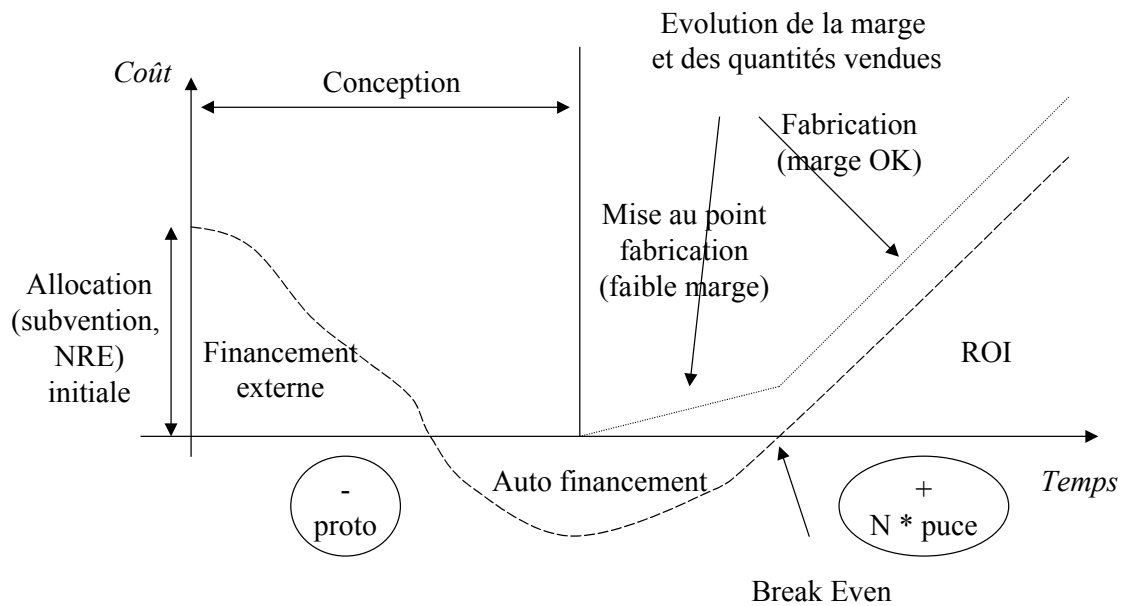 Evolution de la marge
et des quantités vendues
Coût
Conception
Fabrication
(marge OK)
Mise au point
fabrication
(faible marge)
Allocation
(subvention,
NRE)
initiale
Financement
externe
ROI
Auto financement
-
proto
+
N * puce
Temps
Break Even